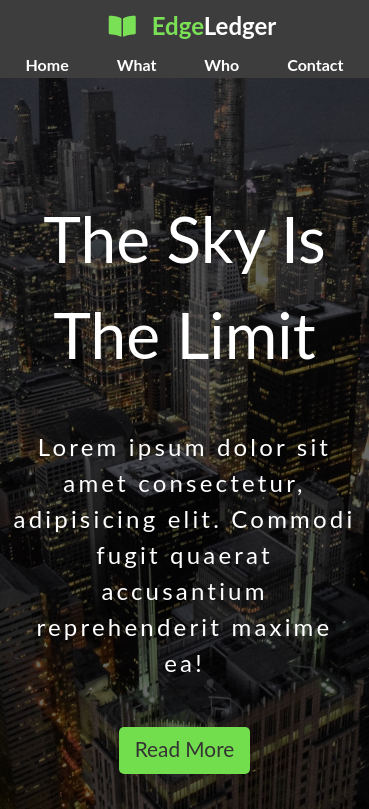 EdgeLedger
Home What Who Contact
The Sky Is
The Limit
Lorem ipsum dolor sit
amet consectetur,
adipisicing elit. Commodi
fugit quaerat
accusantium
reprehenderit maxime
ea!
Read More